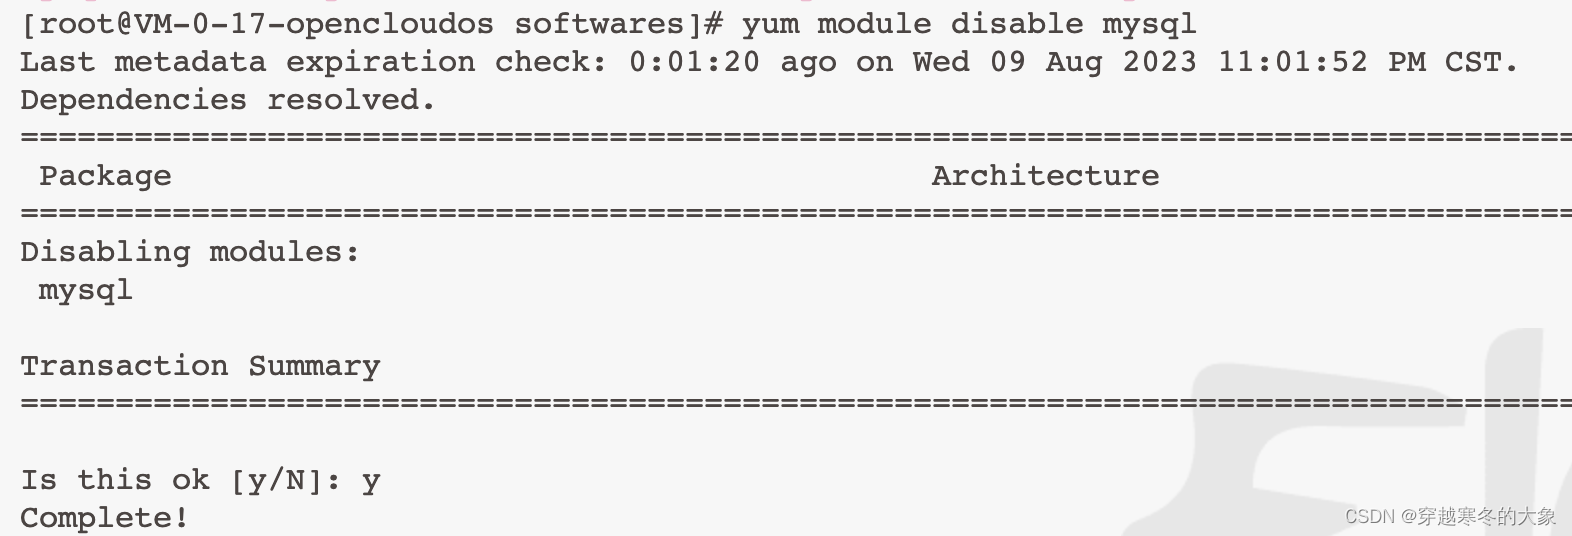 [root@VM-0-17-opencloudos softwares]# yum module disable mysql
Last metadata expiration check: 0:01:20 ago on Wed 09 Aug 2023 11:01:52 PM CST.
Dependencies resolved.
================================================================================
Package Architecture
================================================================================
Disabling modules:
mysql
Transaction Summary
================================================================================
Is this ok [y/N]: y
Complete!
CSDN @穿越寒冬的大象